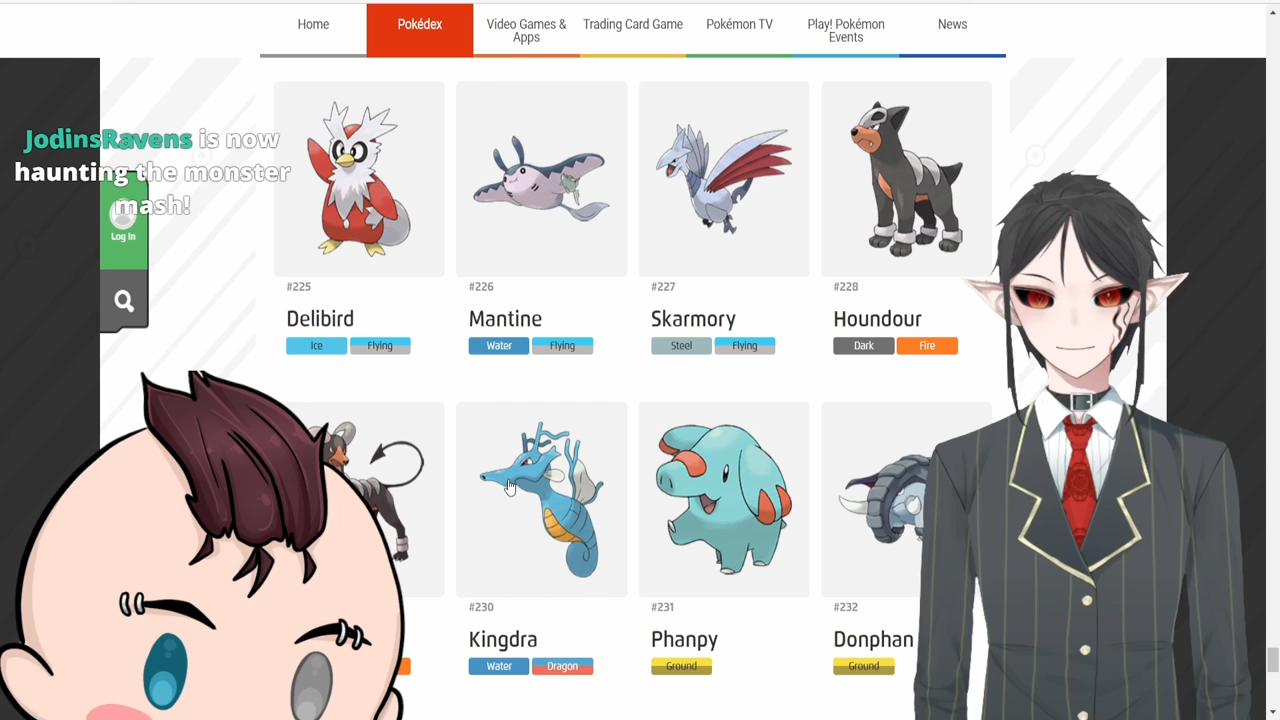 Home
Pokédex
Video Games &
Apps
Trading Card Game
Pokémon TV
Play! Pokémon
Events
News
JodinsRavens is now
haunting the monster
mash!
Log In
#225
Delibird
Ice
Flying
#226
Mantine
Water
Flying
#227
Skarmory
Steel
Flying
#228
Houndour
Dark
Fire
#230
Kingdra
Water
Dragon
#231
Phanpy
Ground
#232
Donphan
Ground